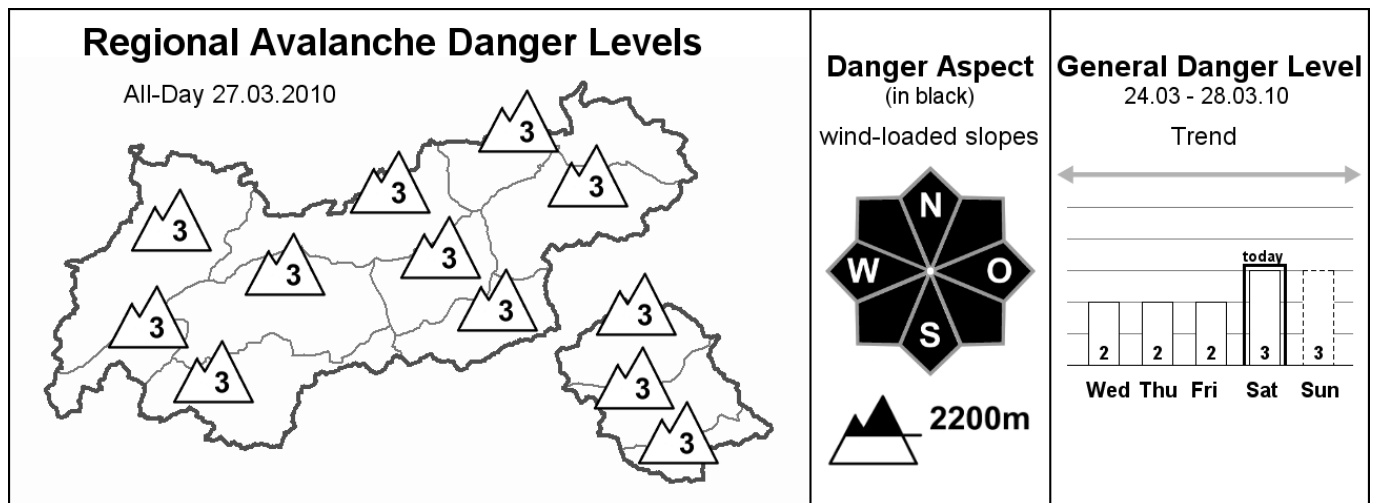 Regional Avalanche Danger Levels
All-Day 27.03.2010
3
3
3
3
3
3
3
3
3
3
3
3
3
Danger Aspect
(in black)
wind-loaded slopes
N
W O
S
2200m
General Danger Level
24.03 - 28.03.10
Trend
today
2 2 2 3 3
Wed Thu Fri Sat Sun